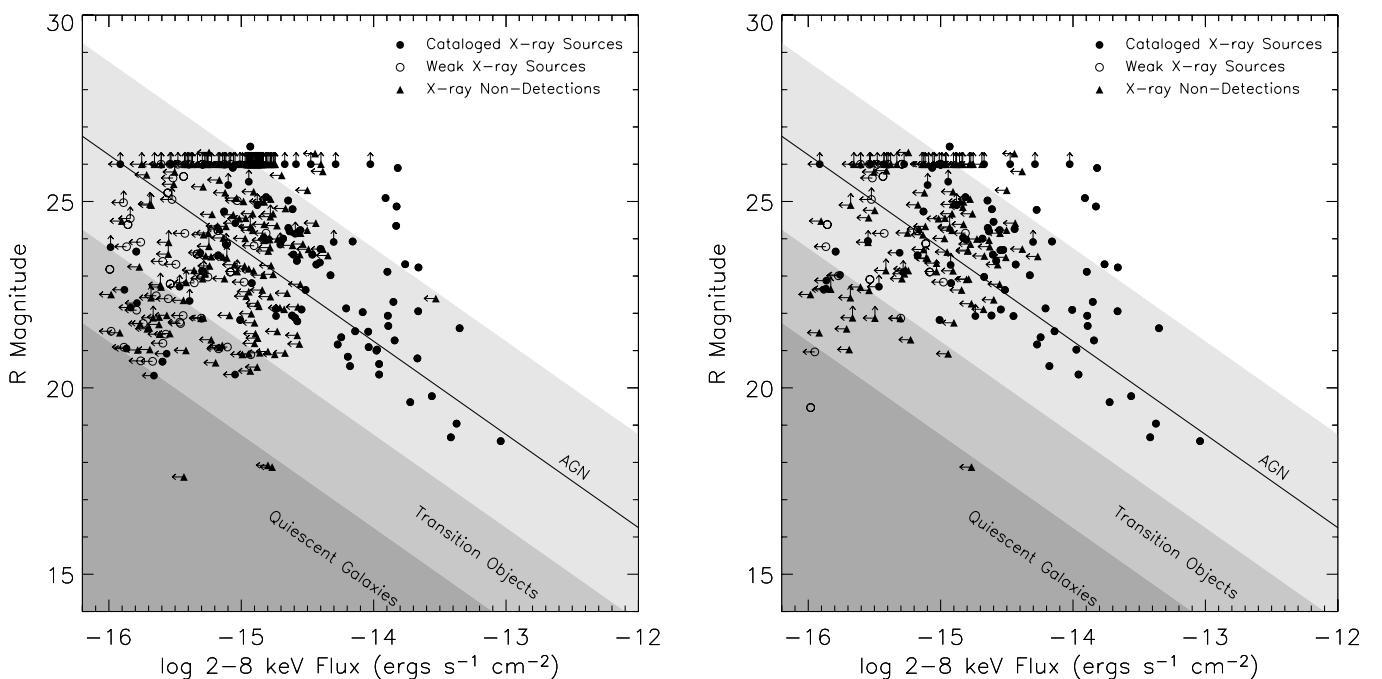 30
25
20
15
R Magnitude
−16
−15
−14
−13
−12
log 2−8 keV Flux (ergs s⁻¹ cm⁻²)
Cataloged X−ray Sources
Weak X−ray Sources
X−ray Non−Detections
AGN
Transition Objects
Quiescent Galaxies
30
25
20
15
R Magnitude
−16
−15
−14
−13
−12
log 2−8 keV Flux (ergs s⁻¹ cm⁻²)
Cataloged X−ray Sources
Weak X−ray Sources
X−ray Non−Detections
AGN
Transition Objects
Quiescent Galaxies